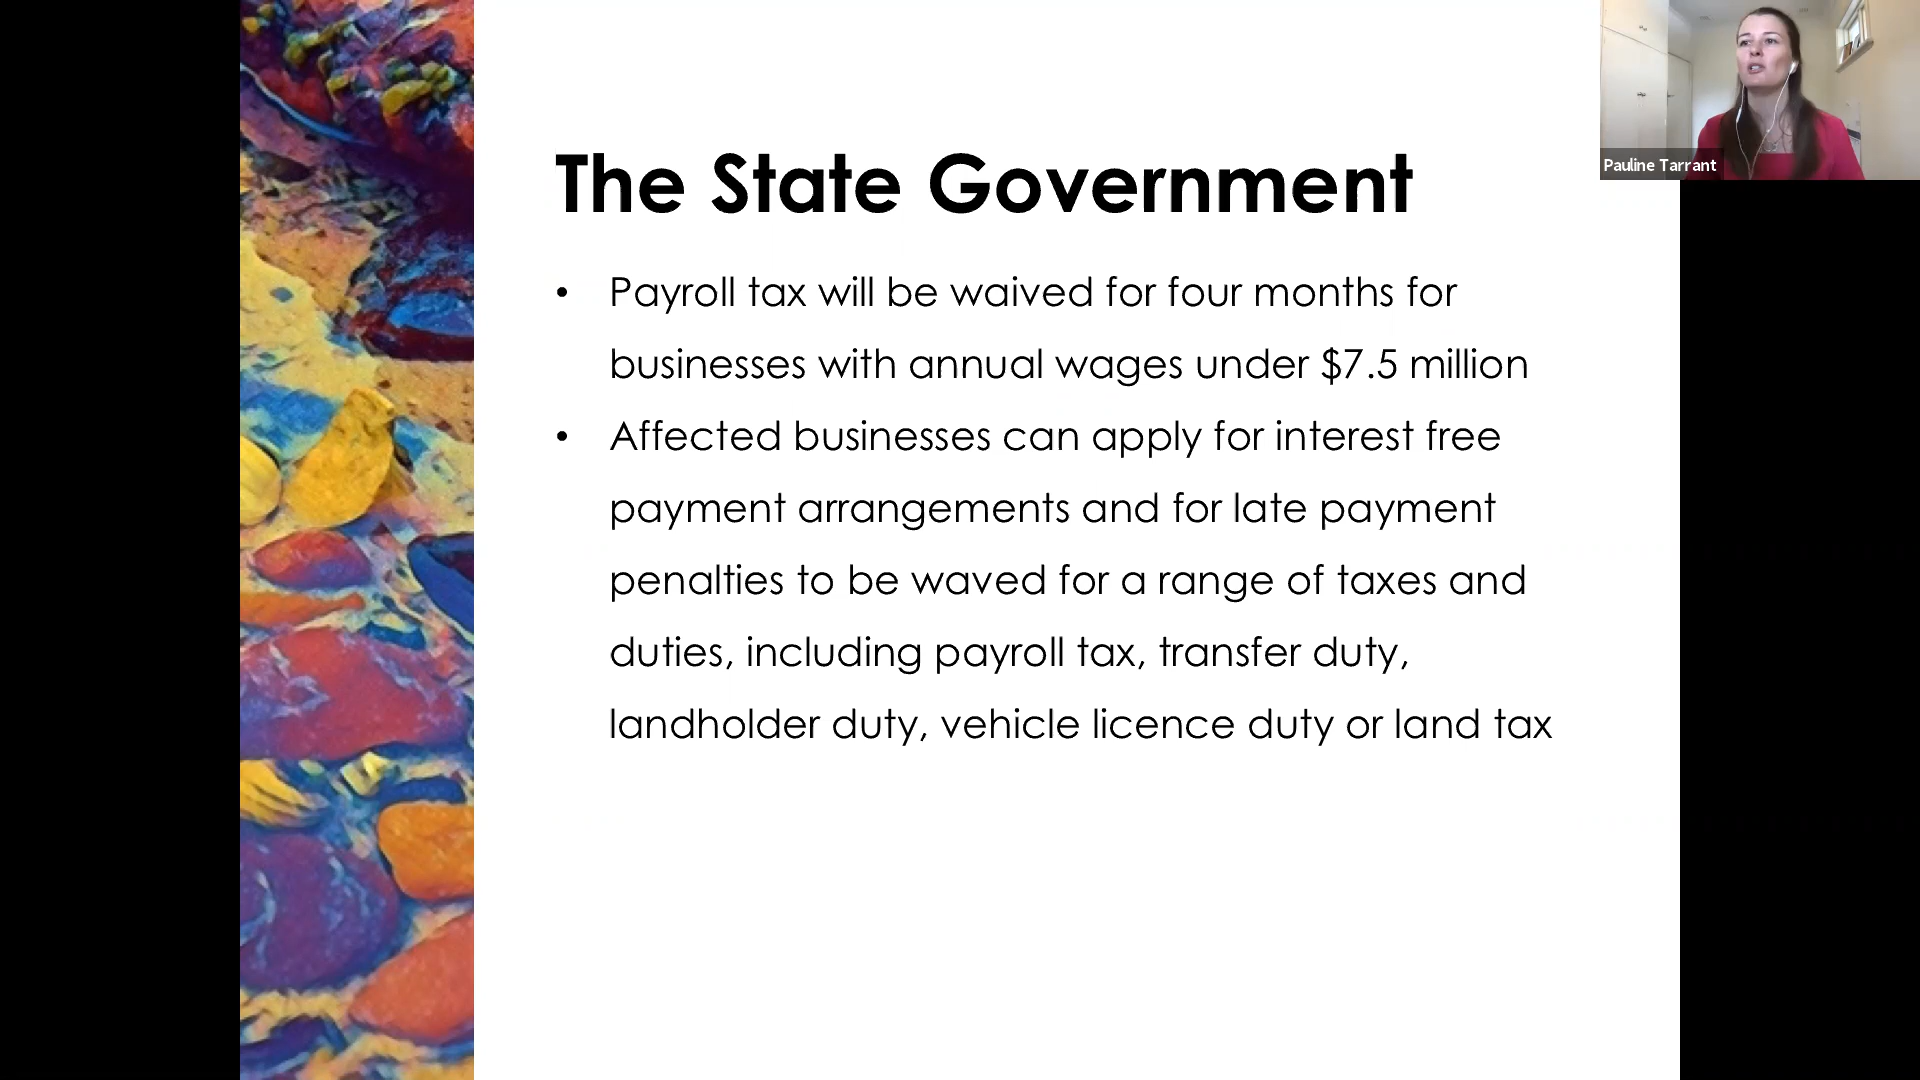 The State Government
• Payroll tax will be waived for four months for
businesses with annual wages under $7.5 million
• Affected businesses can apply for interest free
payment arrangements and for late payment
penalties to be waved for a range of taxes and
duties, including payroll tax, transfer duty,
landholder duty, vehicle licence duty or land tax
Pauline Tarrant